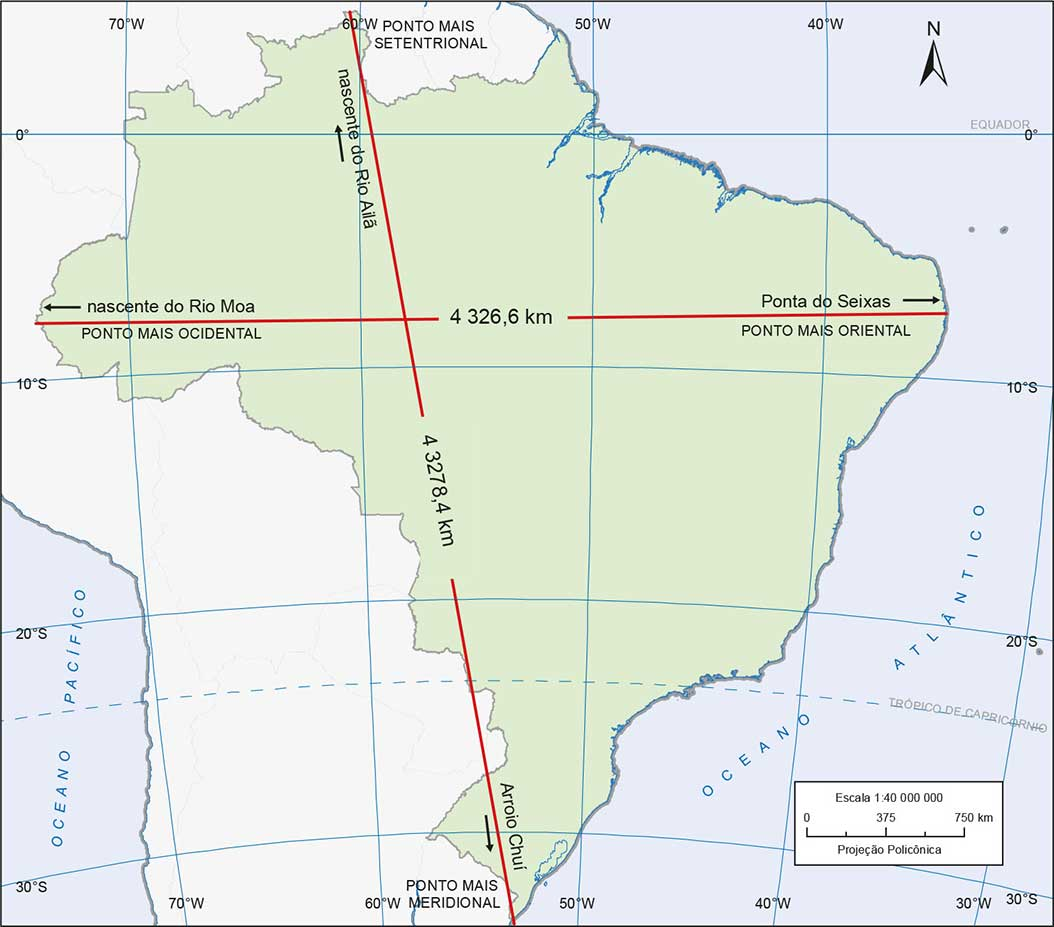 70°W
60°W
50°W
40°W
PONTO MAIS
SETENTRIONAL
N
nascente do Rio Ailã
0°
EQUADOR
0°
nascente do Rio Moa
PONTO MAIS OCIDENTAL
4 326,6 km
Ponta do Seixas
PONTO MAIS ORIENTAL
10°S
10°S
4 3278,4 km
OCEANO PACÍFICO
OCEANO ATLÂNTICO
20°S
20°S
TRÓPICO DE CAPRICÓRNIO
Arroio Chuí
Escala 1:40 000 000
0 375 750 km
Projeção Policônica
PONTO MAIS
MERIDIONAL
30°S
30°S
70°W
60°W
50°W
40°W
30°W